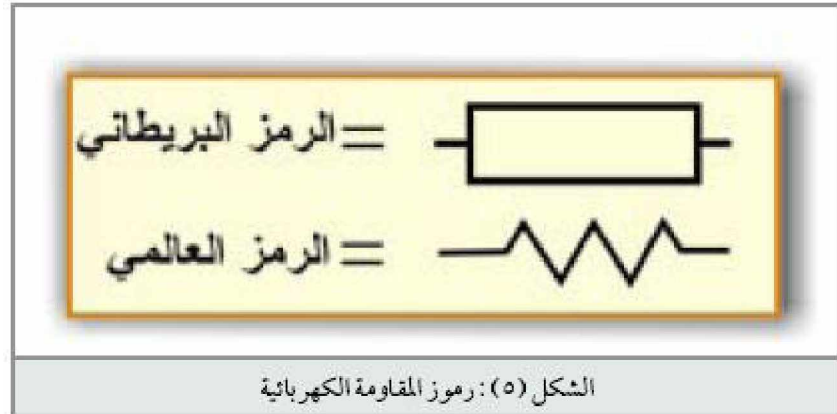 = الرمز البريطاني
= الرمز العالمي
الشكل (٥): رموز المقاومة الكهربائية